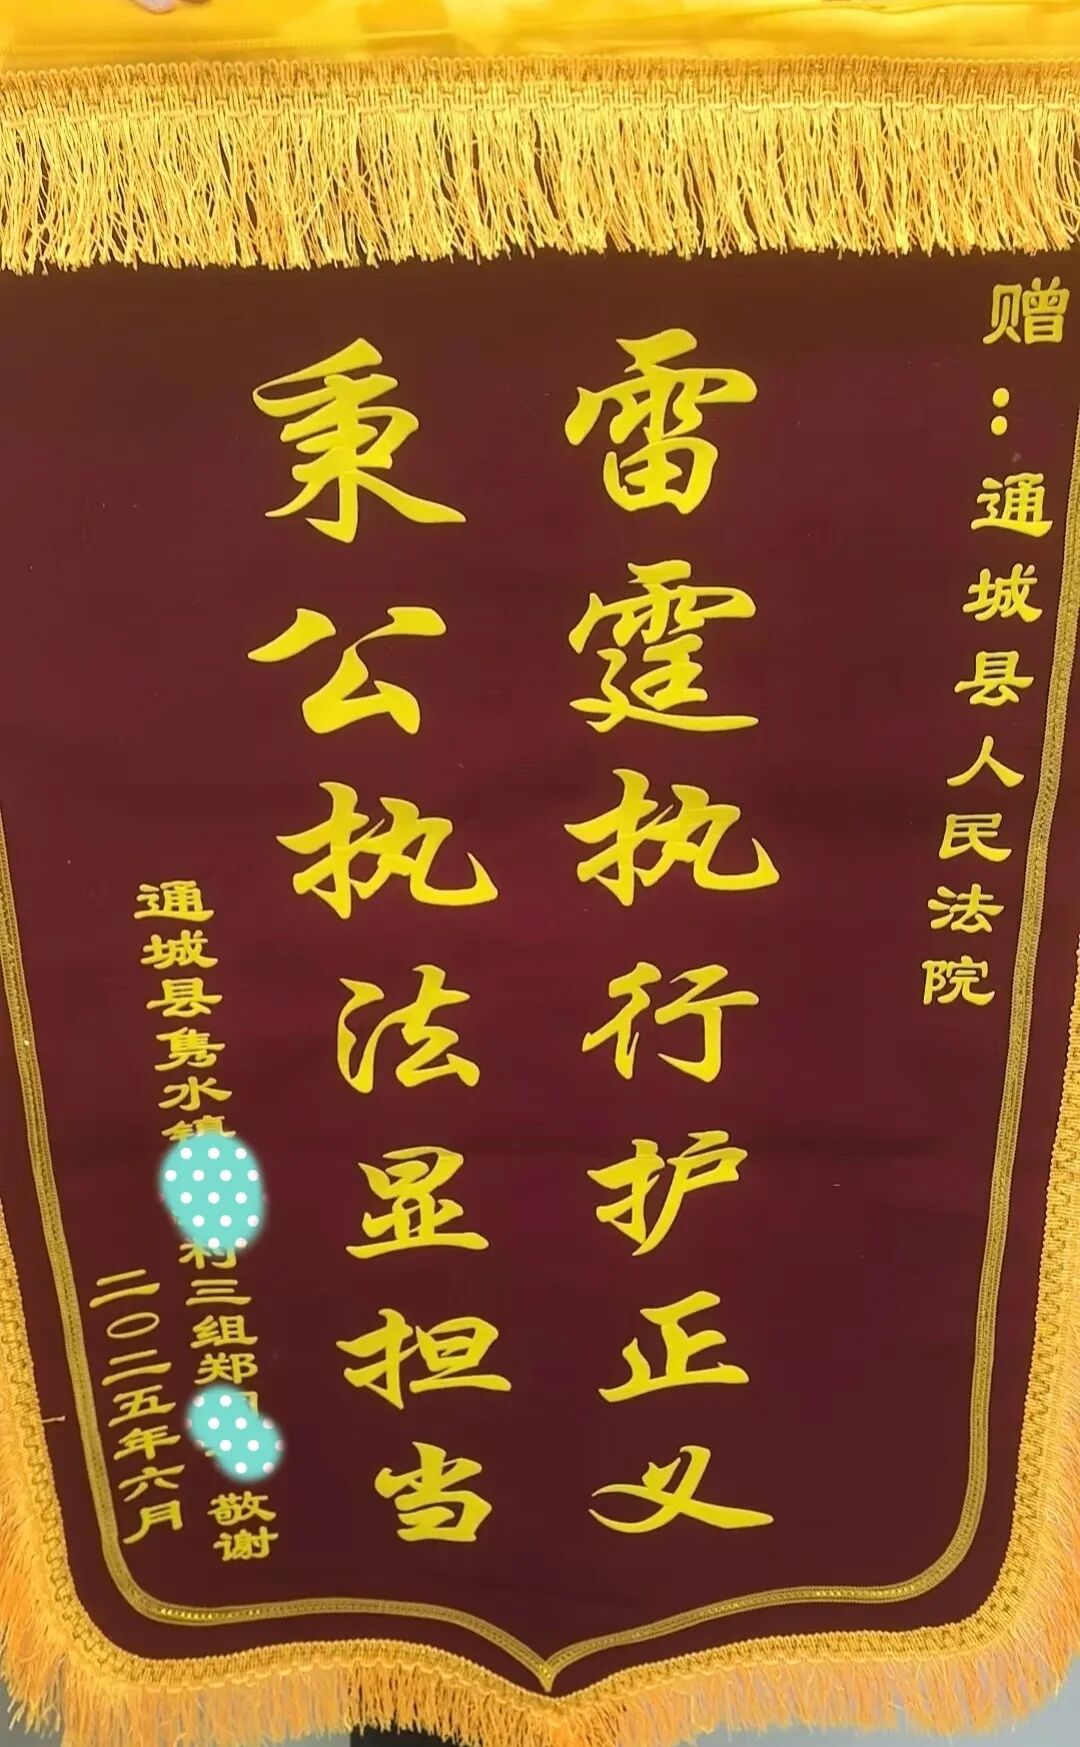 赠：通城县人民法院
雷霆执行护正义
秉公执法显担当
通城县隽水镇村三组郑敬谢
二〇二五年六月